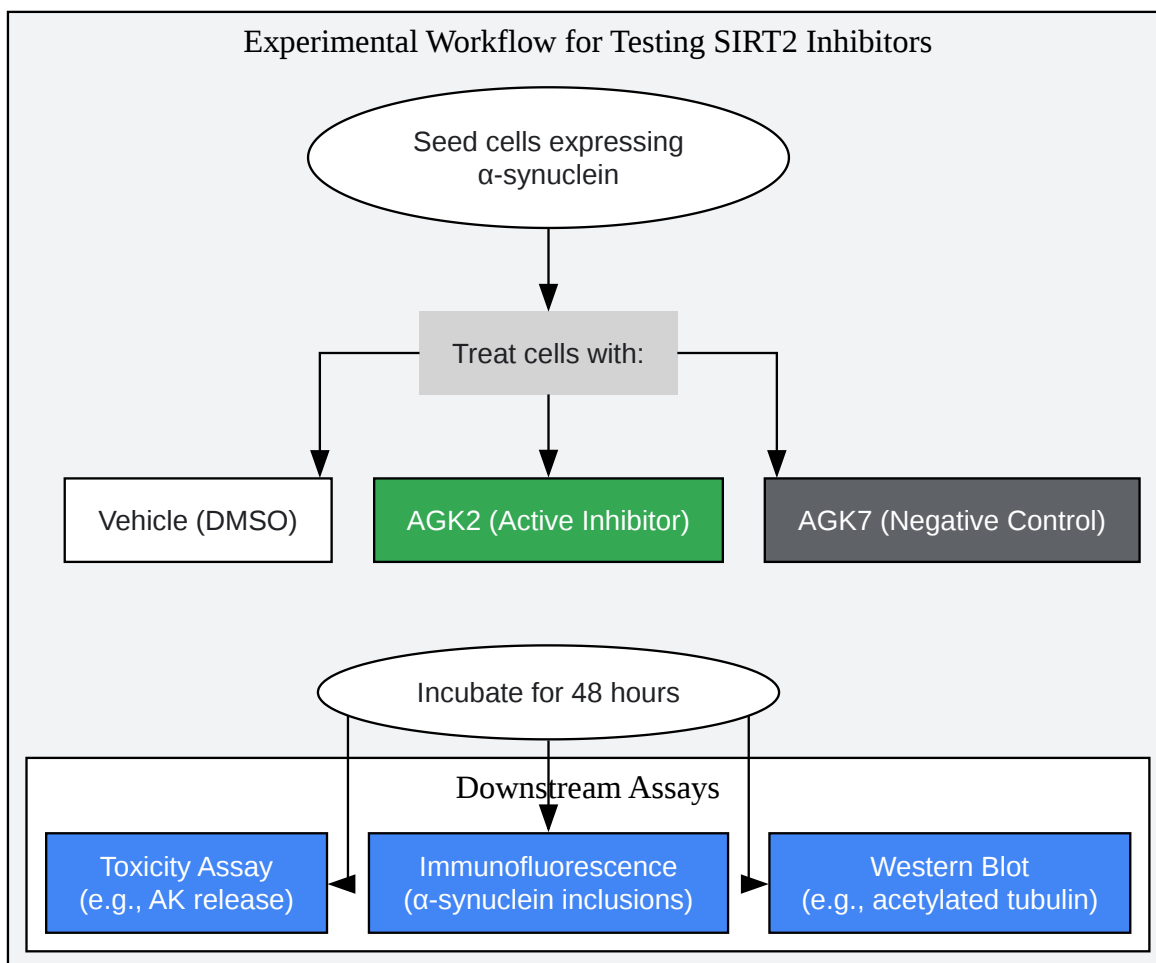 Experimental Workflow for Testing SIRT2 Inhibitors
Seed cells expressing
α-synuclein
Treat cells with:
Vehicle (DMSO)
AGK2 (Active Inhibitor)
AGK7 (Negative Control)
Incubate for 48 hours
Downstream Assays
Toxicity Assay
(e.g., AK release)
Immunofluorescence
(α-synuclein inclusions)
Western Blot
(e.g., acetylated tubulin)